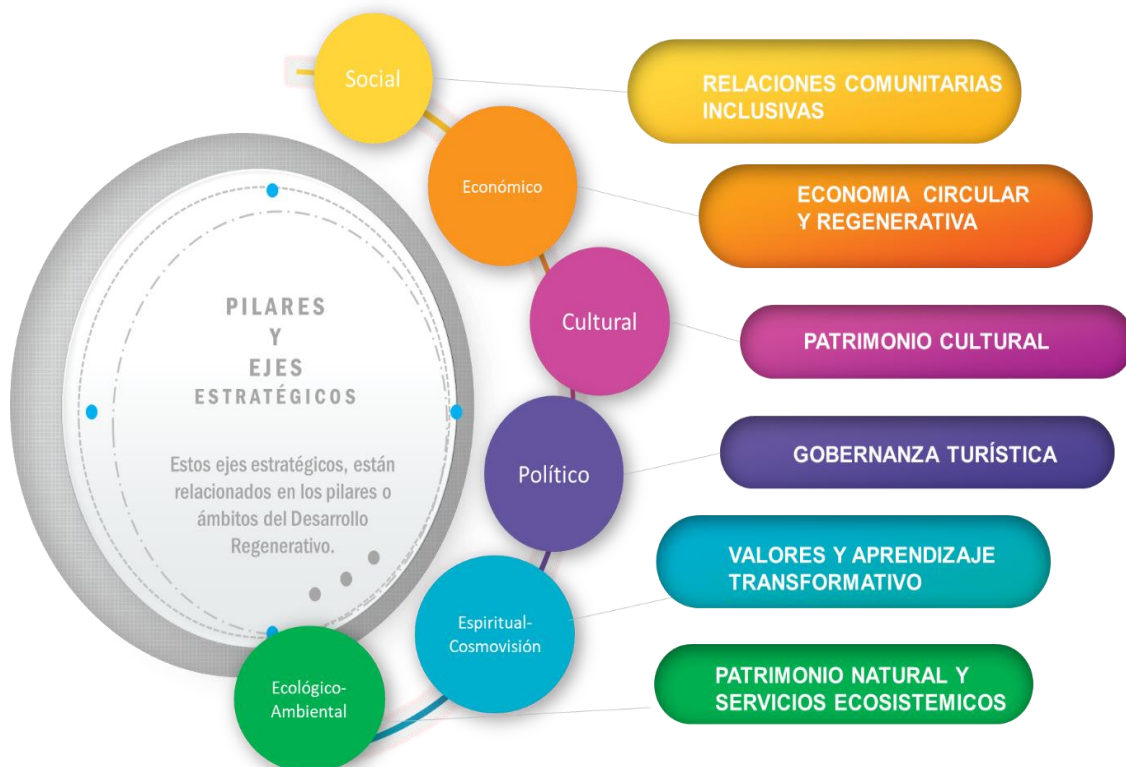 PILARES
Y
EJES
ESTRATÉGICOS
Estos ejes estratégicos, están
relacionados en los pilares o
ámbitos del Desarrollo
Regenerativo.
Social
RELACIONES COMUNITARIAS
INCLUSIVAS
Económico
ECONOMIA CIRCULAR
Y REGENERATIVA
Cultural
PATRIMONIO CULTURAL
Político
GOBERNANZA TURÍSTICA
Espiritual-
Cosmovisión
VALORES Y APRENDIZAJE
TRANSFORMATIVO
Ecológico-
Ambiental
PATRIMONIO NATURAL Y
SERVICIOS ECOSISTEMICOS